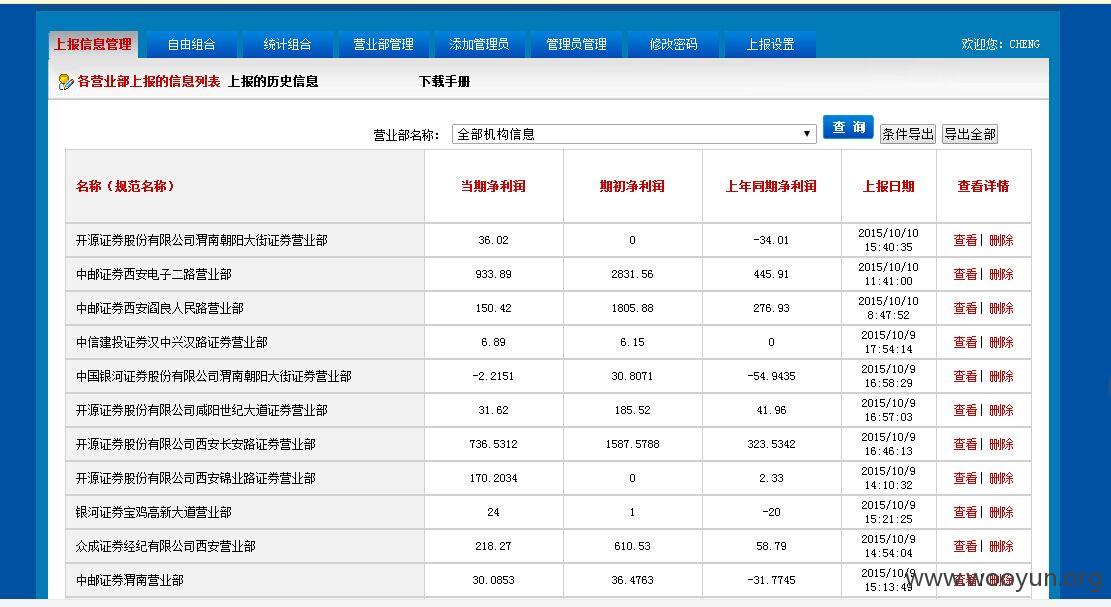 上报信息管理 自由组合 统计组合 营业部管理 添加管理员 管理员管理 修改密码 上报设置 欢迎您：CHENG
各营业部上报的信息列表 上报的历史信息 下载手册
营业部名称： 全部机构信息 查 询 条件导出 导出全部
名称（规范名称） 当期净利润 期初净利润 上年同期净利润 上报日期 查看详情
开源证券股份有限公司渭南朝阳大街证券营业部 36.02 0 -34.01 2015/10/10 15:40:35 查看| 删除
中邮证券西安电子二路营业部 933.89 2831.56 445.91 2015/10/10 11:41:00 查看| 删除
中邮证券西安阎良人民路营业部 150.42 1805.88 276.93 2015/10/10 8:47:52 查看| 删除
中信建投证券汉中兴汉路证券营业部 6.89 6.15 0 2015/10/9 17:54:14 查看| 删除
中国银河证券股份有限公司渭南朝阳大街证券营业部 -2.2151 30.8071 -54.9435 2015/10/9 16:58:29 查看| 删除
开源证券股份有限公司咸阳世纪大道证券营业部 31.62 185.52 41.96 2015/10/9 16:57:03 查看| 删除
开源证券股份有限公司西安长安路证券营业部 736.5312 1587.5788 323.5342 2015/10/9 16:46:13 查看| 删除
开源证券股份有限公司西安锦业路证券营业部 170.2034 0 2.33 2015/10/9 14:10:32 查看| 删除
银河证券宝鸡高新大道营业部 24 1 -20 2015/10/9 15:21:25 查看| 删除
众成证券经纪有限公司西安营业部 218.27 610.53 58.79 2015/10/9 14:54:04 查看| 删除
中邮证券渭南营业部 30.0853 36.4763 -31.7745 2015/10/9 15:13:49 查看| 删除
www.wooyun.org